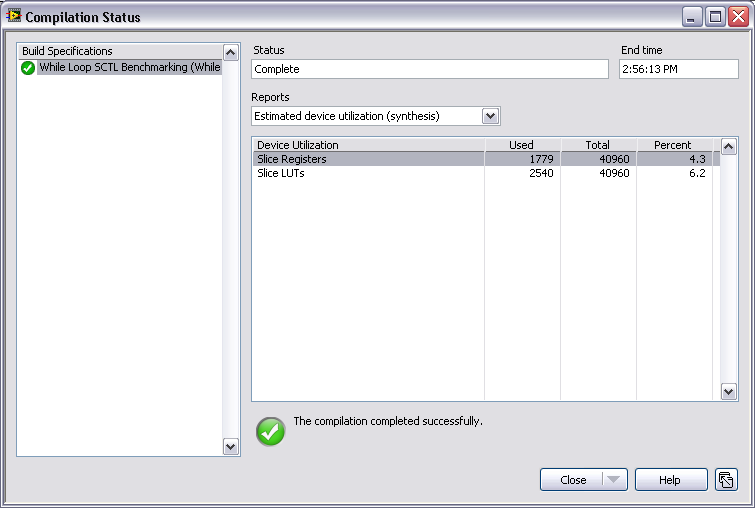 Compilation Status
Build Specifications
While Loop SCTL Benchmarking (While
Status
Complete
End time
2:56:13 PM
Reports
Estimated device utilization (synthesis)
Device Utilization Used Total Percent
Slice Registers 1779 40960 4.3
Slice LUTs 2540 40960 6.2
The compilation completed successfully.
Close Help